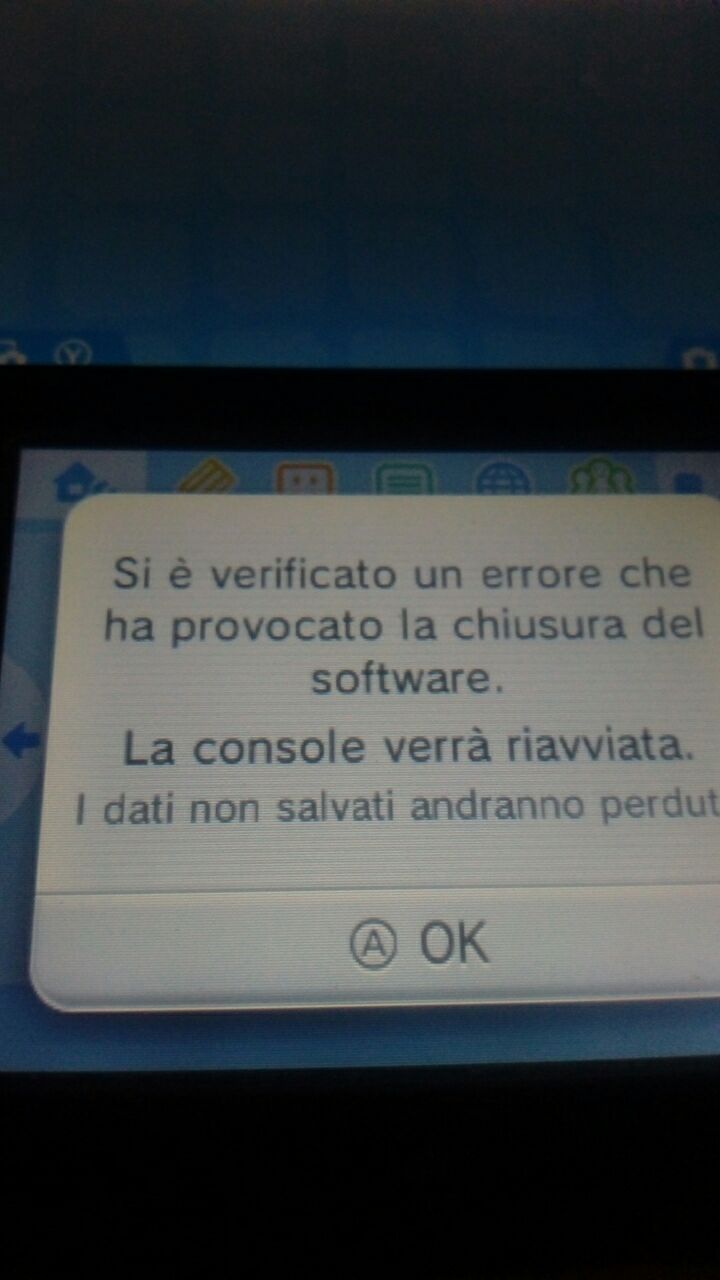 Y
Si è verificato un errore che
ha provocato la chiusura del
software.
La console verrà riavviata.
I dati non salvati andranno perdut
A OK